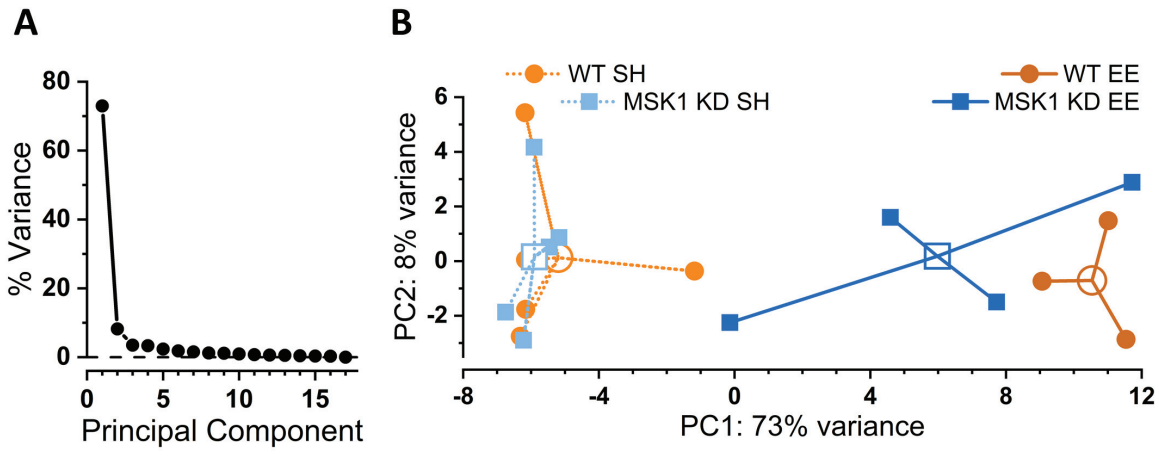 A
% Variance
80
60
40
20
0
0 5 10 15
Principal Component
B
WT SH
MSK1 KD SH
WT EE
MSK1 KD EE
PC2: 8% variance
6
4
2
0
-2
-8 -4 0 4 8 12
PC1: 73% variance